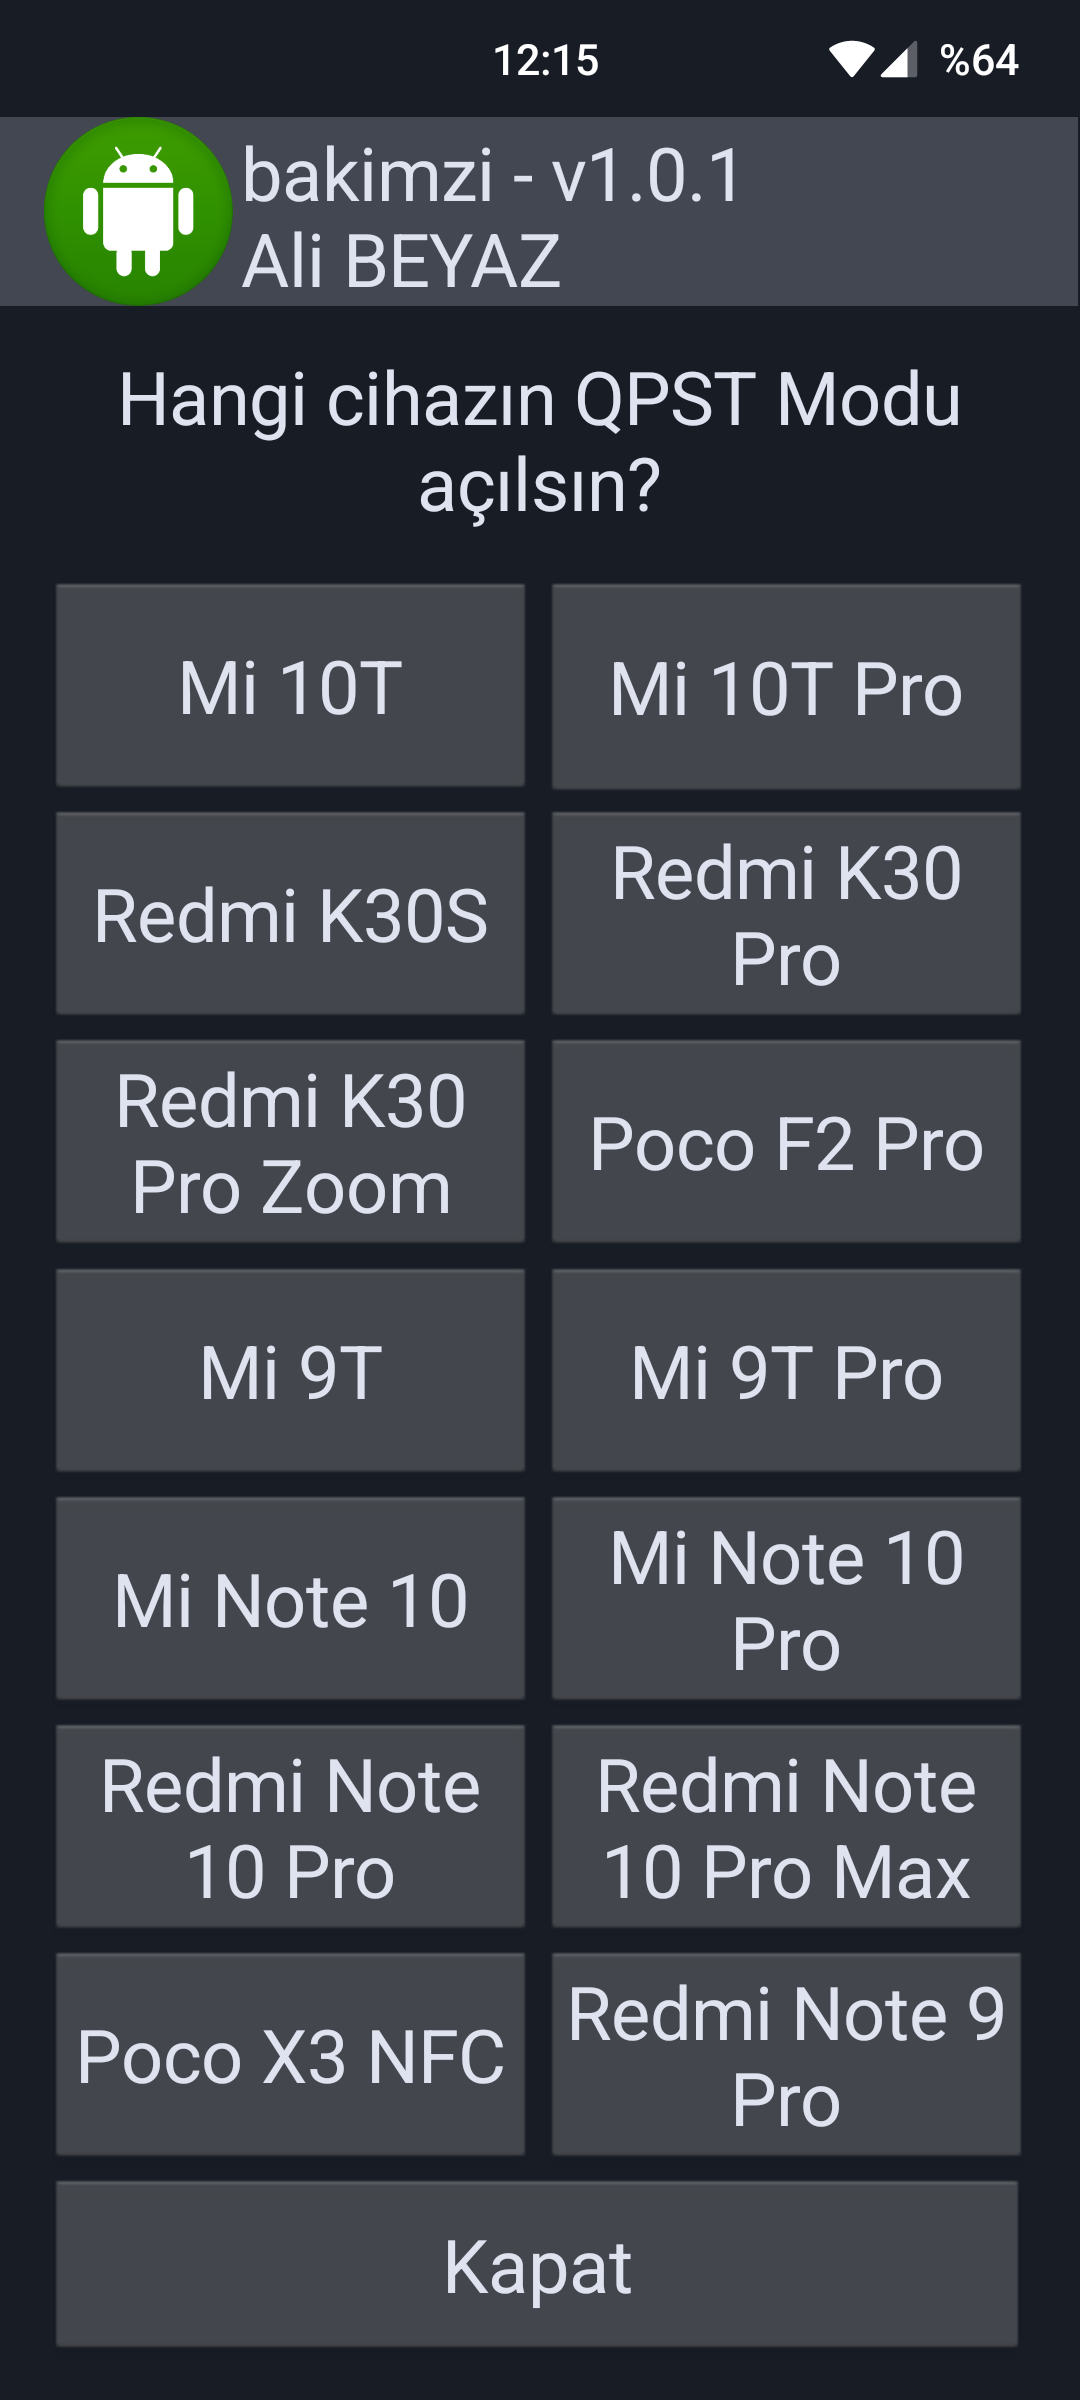 12:15 %64
bakimzi - v1.0.1
Ali BEYAZ
Hangi cihazın QPST Modu
açılsın?
Mi 10T
Mi 10T Pro
Redmi K30S
Redmi K30
Pro
Redmi K30
Pro Zoom
Poco F2 Pro
Mi 9T
Mi 9T Pro
Mi Note 10
Mi Note 10
Pro
Redmi Note
10 Pro
Redmi Note
10 Pro Max
Poco X3 NFC
Redmi Note 9
Pro
Kapat